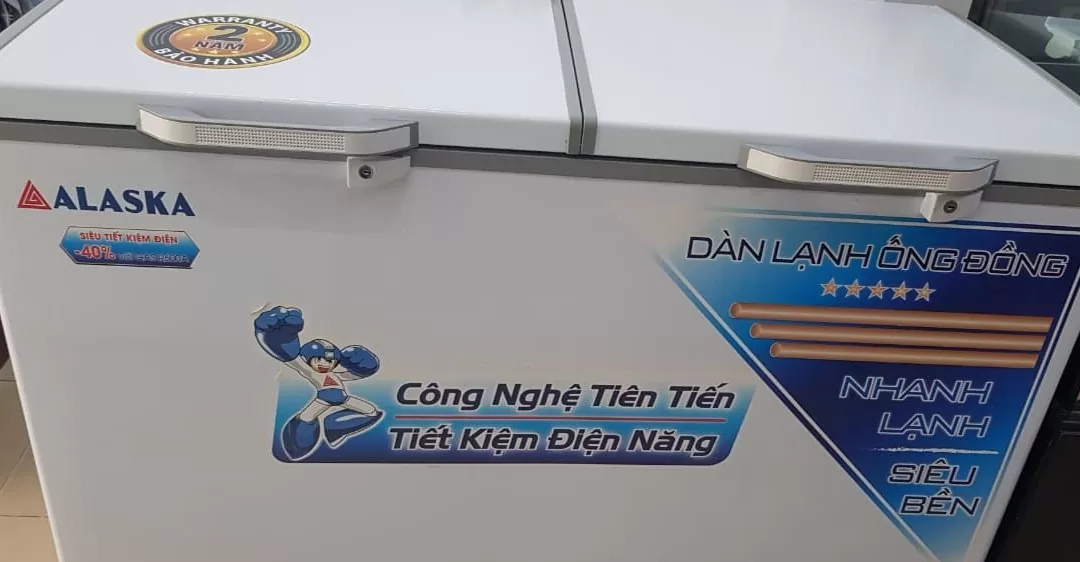 WARRANTY
2
NĂM
BẢO HÀNH
ALASKA
SIÊU TIẾT KIỆM ĐIỆN
-40%
DÀN LẠNH ỐNG ĐỒNG
Công Nghệ Tiên Tiến
Tiết Kiệm Điện Năng
NHANH
LẠNH
SIÊU
BỀN